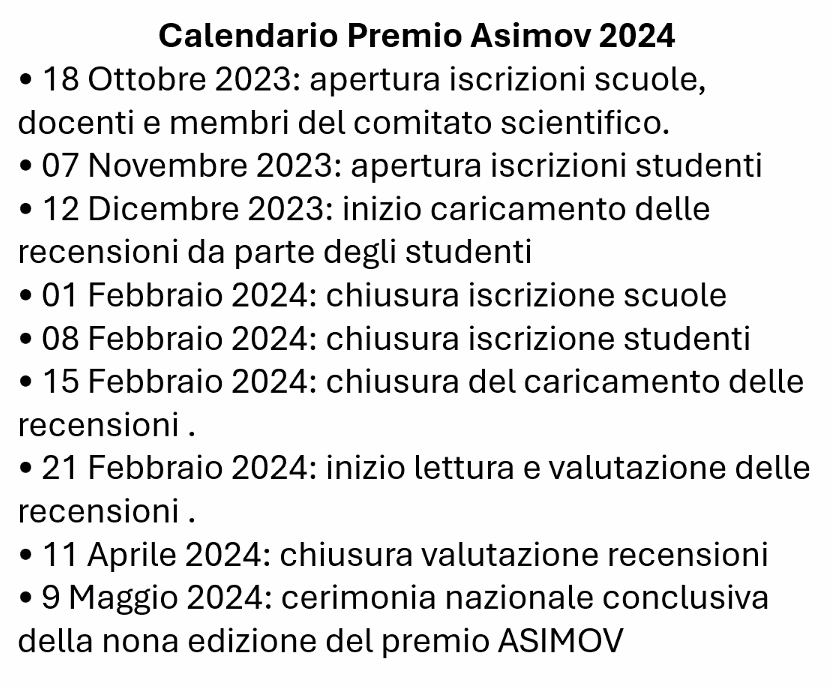 Calendario Premio Asimov 2024
• 18 Ottobre 2023: apertura iscrizioni scuole,
docenti e membri del comitato scientifico.
• 07 Novembre 2023: apertura iscrizioni studenti
• 12 Dicembre 2023: inizio caricamento delle
recensioni da parte degli studenti
• 01 Febbraio 2024: chiusura iscrizione scuole
• 08 Febbraio 2024: chiusura iscrizione studenti
• 15 Febbraio 2024: chiusura del caricamento delle
recensioni .
• 21 Febbraio 2024: inizio lettura e valutazione delle
recensioni .
• 11 Aprile 2024: chiusura valutazione recensioni
• 9 Maggio 2024: cerimonia nazionale conclusiva
della nona edizione del premio ASIMOV